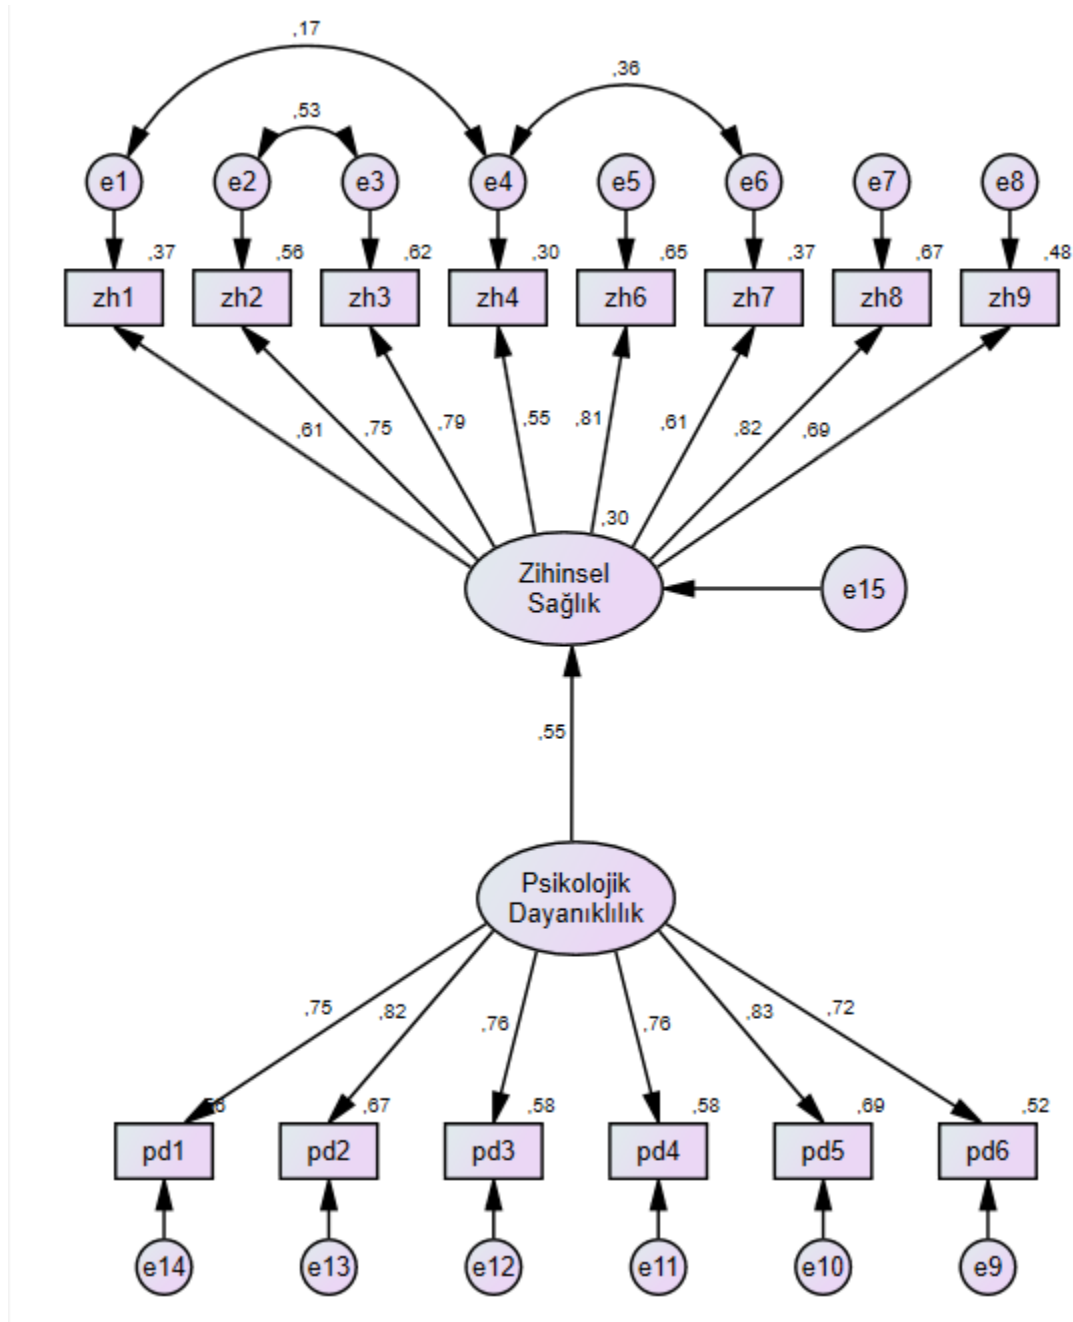 ,17
,36
,53
e1 e2 e3 e4 e5 e6 e7 e8
,37 ,56 ,62 ,30 ,65 ,37 ,67 ,48
zh1 zh2 zh3 zh4 zh6 zh7 zh8 zh9
,61 ,75 ,79 ,55 ,81 ,61 ,82 ,69
,30
Zihinsel
Sağlık
e15
,55
Psikolojik
Dayanıklılık
,75 ,82 ,76 ,76 ,83 ,72
,56 ,67 ,58 ,58 ,69 ,52
pd1 pd2 pd3 pd4 pd5 pd6
e14 e13 e12 e11 e10 e9